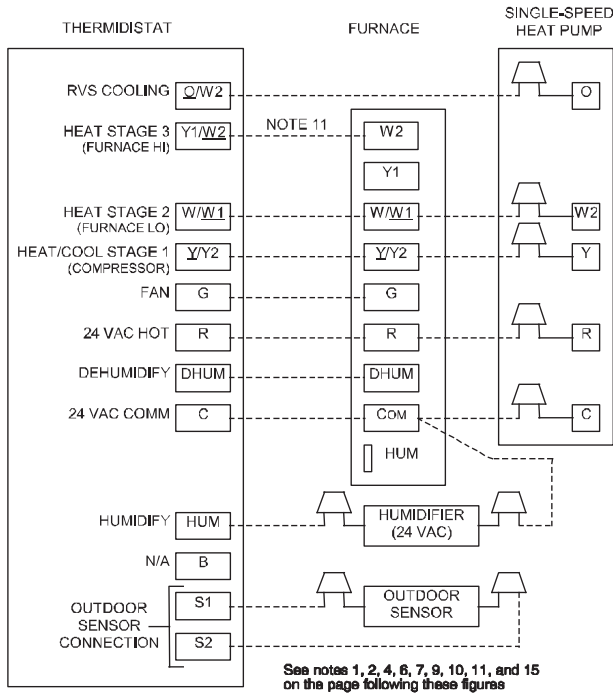 THERMIDISTAT
FURNACE
SINGLE-SPEED
HEAT PUMP
RVS COOLING
O/W2
O
HEAT STAGE 3
(FURNACE HI)
Y1/W2
NOTE 11
W2
Y1
HEAT STAGE 2
(FURNACE LO)
W/W1
W/W1
W2
HEAT/COOL STAGE 1
(COMPRESSOR)
Y/Y2
Y/Y2
Y
FAN
G
G
24 VAC HOT
R
R
R
DEHUMIDIFY
DHUM
DHUM
24 VAC COMM
C
COM
C
HUM
HUMIDIFY
HUM
HUMIDIFIER
(24 VAC)
N/A
B
OUTDOOR
SENSOR
CONNECTION
S1
S2
OUTDOOR
SENSOR
See notes 1, 2, 4, 6, 7, 9, 10, 11, and 15
on the page following these figures